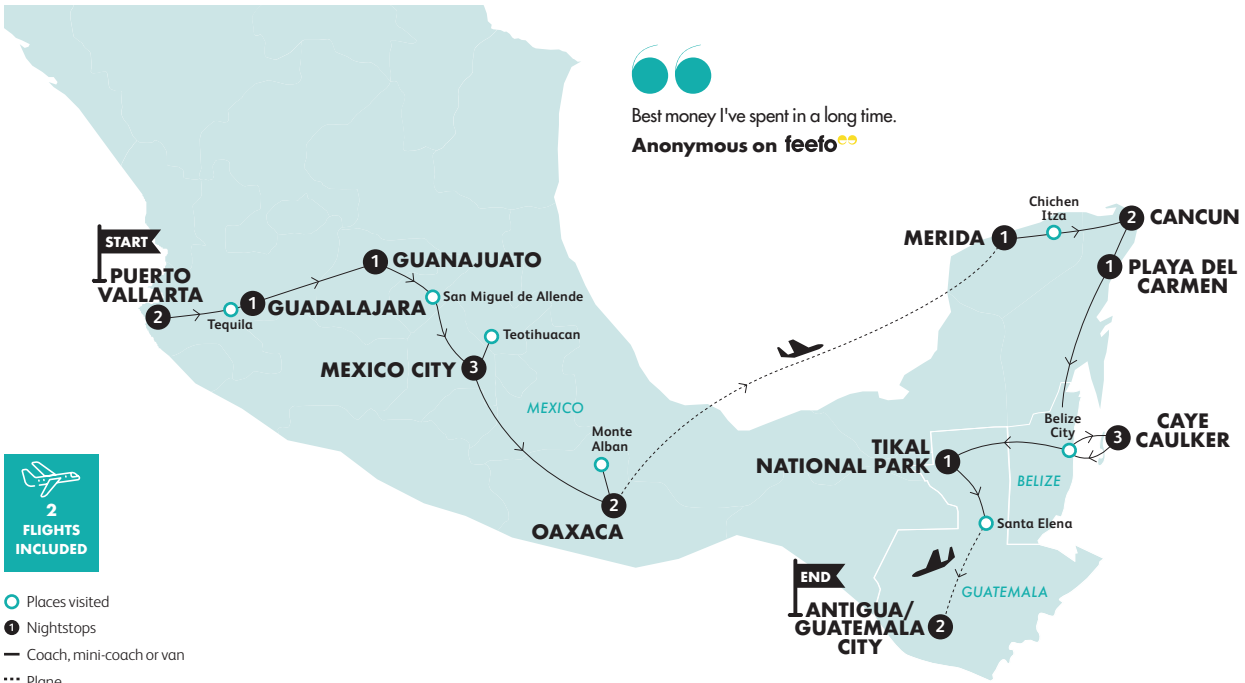 Best money I've spent in a long time.
Anonymous on feefo
START
PUERTO
VALLARTA
2
Tequila
1
GUADALAJARA
1
GUANAJUATO
San Miguel de Allende
Teotihuacan
MEXICO CITY
3
MEXICO
Monte
Alban
2
OAXACA
MERIDA
1
Chichen
Itza
2
CANCUN
1
PLAYA DEL
CARMEN
Belize
City
3
CAYE
CAULKER
TIKAL
NATIONAL PARK
1
BELIZE
Santa Elena
GUATEMALA
END
ANTIGUA/
GUATEMALA
CITY
2
2
FLIGHTS
INCLUDED
Places visited
1 Nightstops
Coach, mini-coach or van
Plane